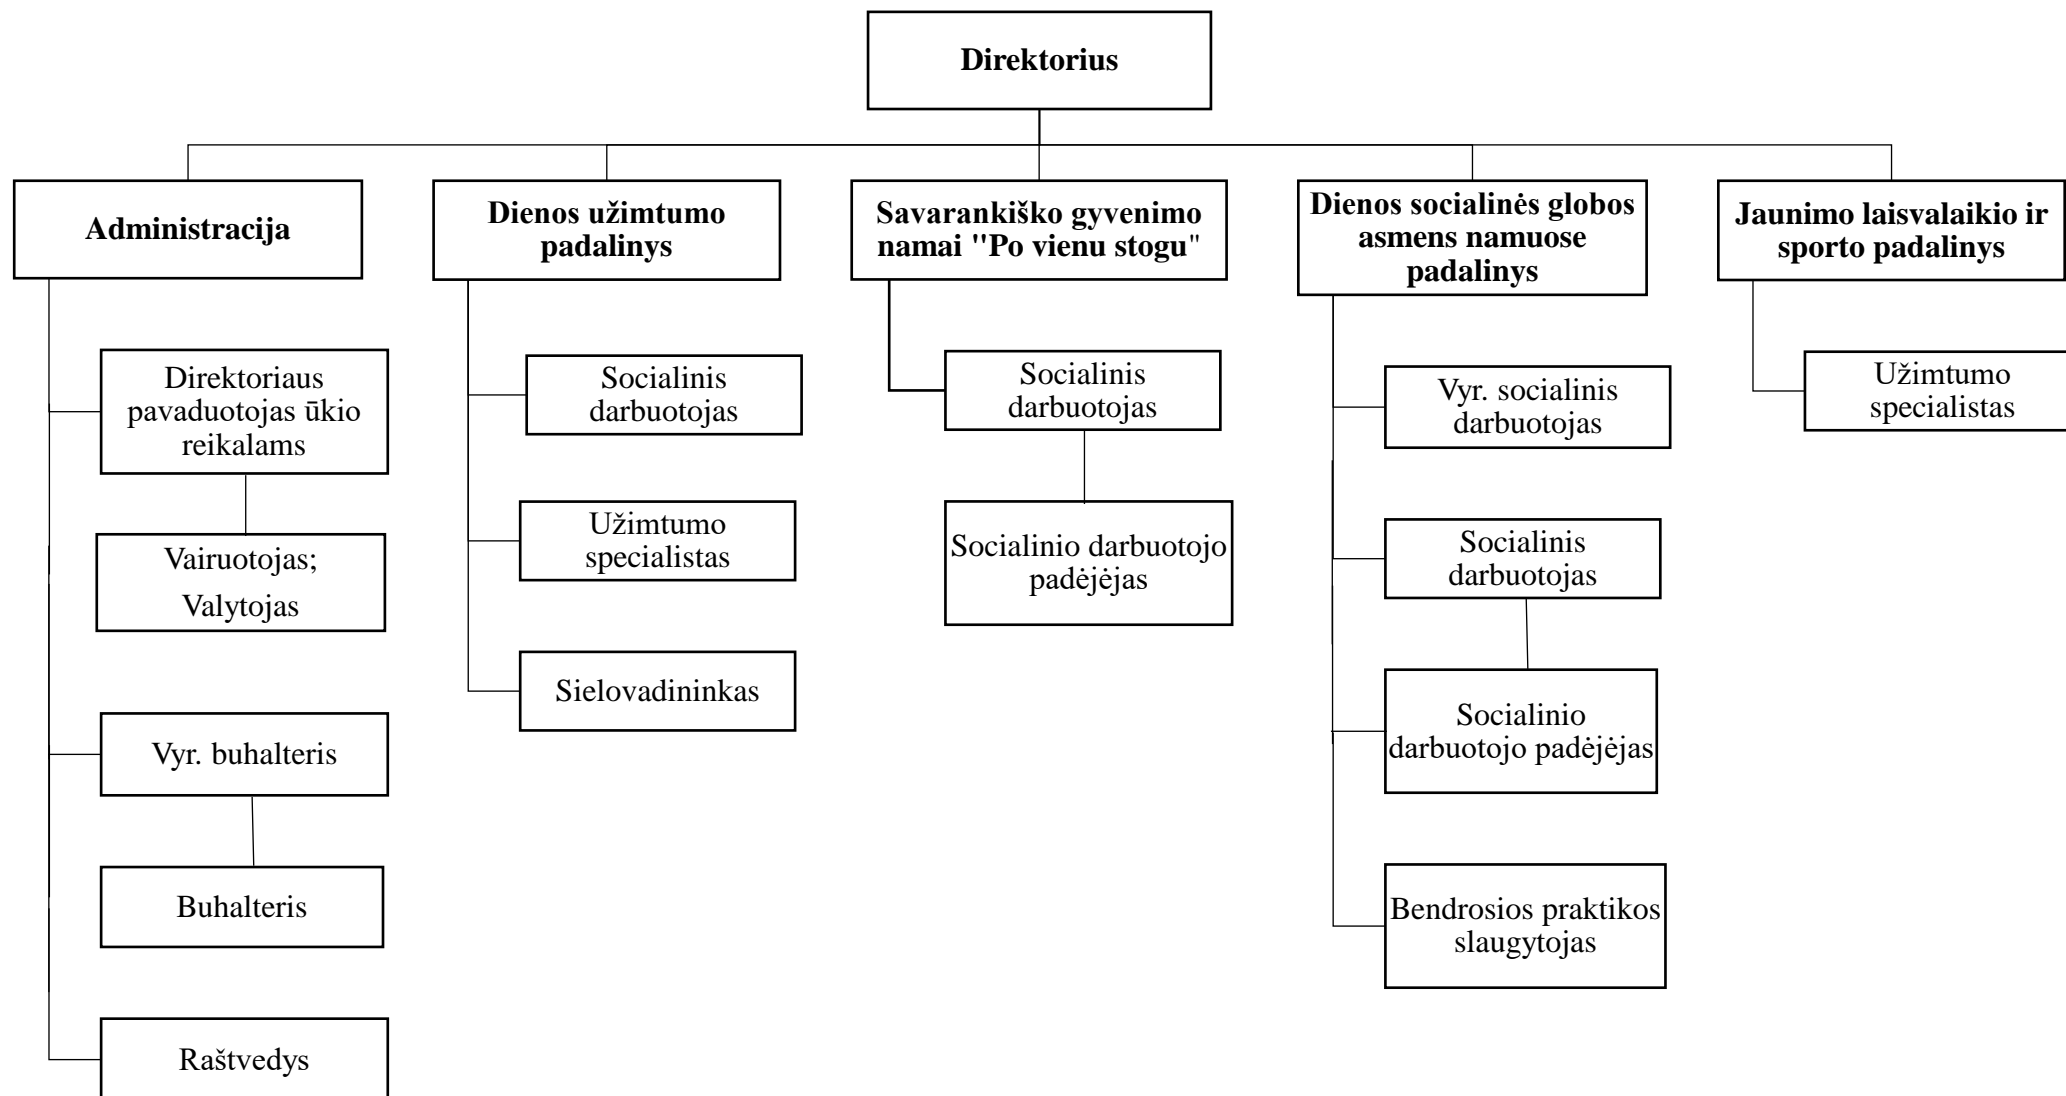 Direktorius
Administracija
Dienos užimtumo
padalinys
Savarankiško gyvenimo
namai "Po vienu stogu"
Dienos socialinės globos
asmens namuose
padalinys
Jaunimo laisvalaikio ir
sporto padalinys
Direktoriaus
pavaduotojas ūkio
reikalams
Vairuotojas;
Valytojas
Vyr. buhalteris
Buhalteris
Raštvedys
Socialinis
darbuotojas
Užimtumo
specialistas
Sielovadininkas
Socialinis
darbuotojas
Socialinio darbuotojo
padėjėjas
Vyr. socialinis
darbuotojas
Socialinis
darbuotojas
Socialinio
darbuotojo padėjėjas
Bendrosios praktikos
slaugytojas
Užimtumo
specialistas